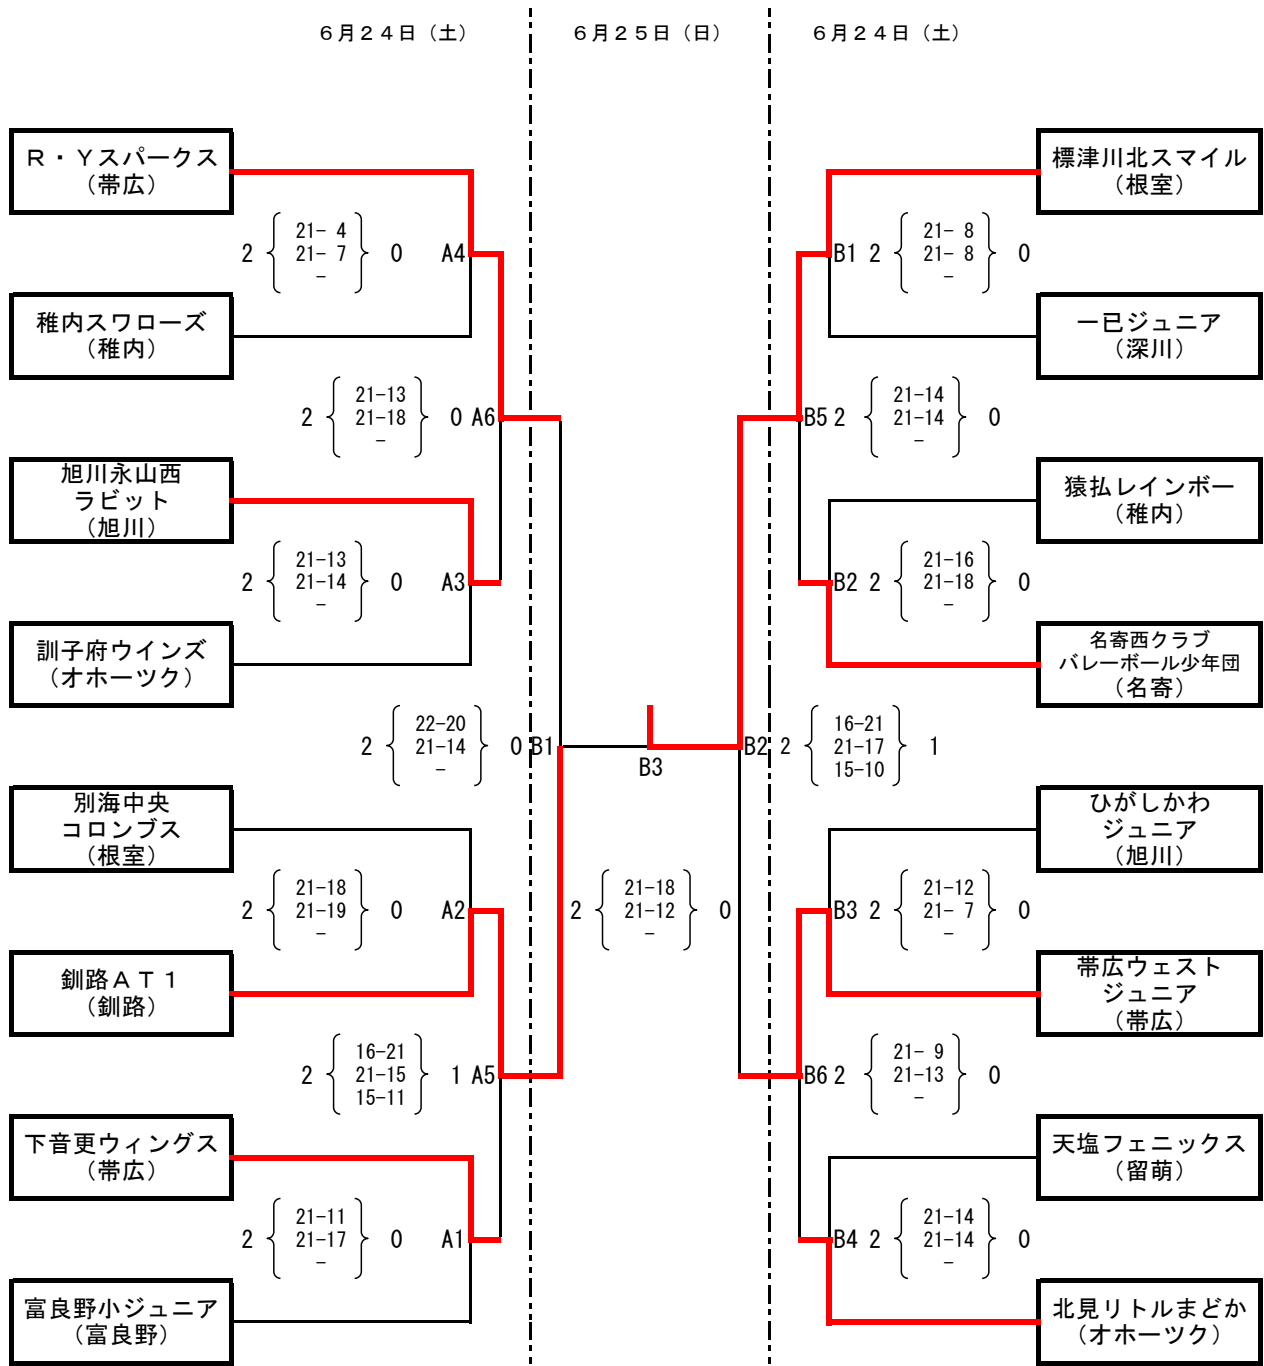 ６月２４日（土）
６月２５日（日）
６月２４日（土）
Ｒ・Ｙスパークス
（帯広）
2 21- 4 0 A4
21- 7
-
稚内スワローズ
（稚内）
2 21-13 0 A6
21-18
-
旭川永山西
ラビット
（旭川）
2 21-13 0 A3
21-14
-
訓子府ウインズ
（オホーツク）
2 22-20 0 B1
21-14
-
別海中央
コロンブス
（根室）
2 21-18 0 A2
21-19
-
釧路ＡＴ１
（釧路）
2 16-21 1 A5
21-15
15-11
下音更ウィングス
（帯広）
2 21-11 0 A1
21-17
-
富良野小ジュニア
（富良野）
B3
2 21-18 0
21-12
-
標津川北スマイル
（根室）
B1 2 21- 8 0
21- 8
-
一已ジュニア
（深川）
B5 2 21-14 0
21-14
-
猿払レインボー
（稚内）
B2 2 21-16 0
21-18
-
名寄西クラブ
バレーボール少年団
（名寄）
B2 2 16-21 1
21-17
15-10
ひがしかわ
ジュニア
（旭川）
B3 2 21-12 0
21- 7
-
帯広ウェスト
ジュニア
（帯広）
B6 2 21- 9 0
21-13
-
天塩フェニックス
（留萌）
B4 2 21-14 0
21-14
-
北見リトルまどか
（オホーツク）